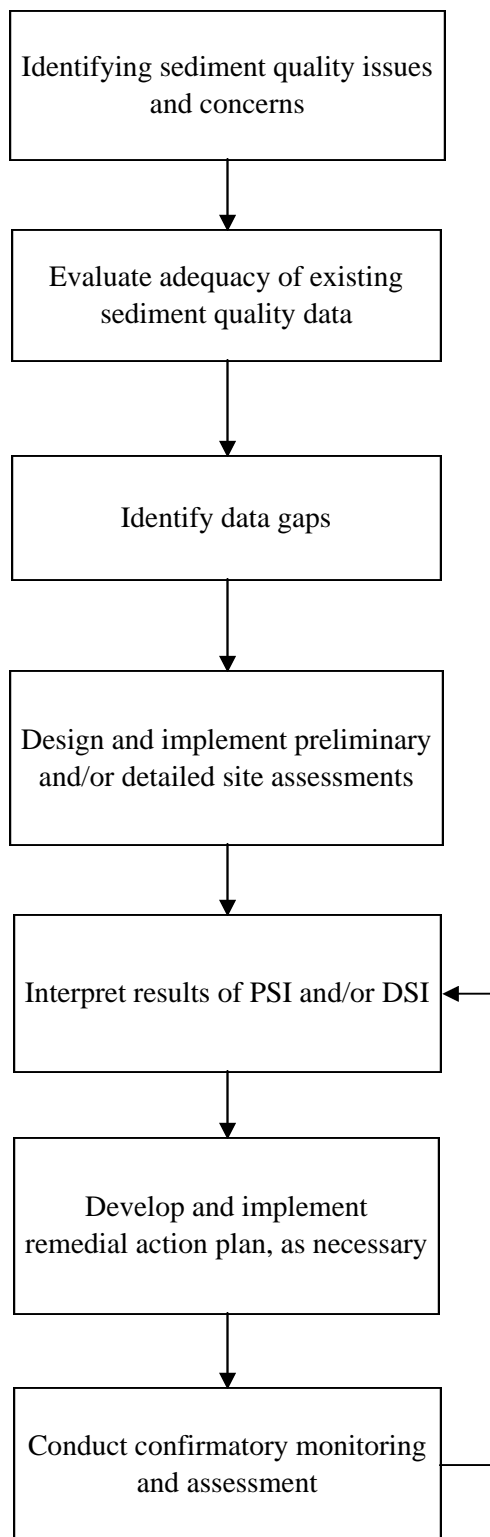 Identifying sediment quality issues
and concerns
Evaluate adequacy of existing
sediment quality data
Identify data gaps
Design and implement preliminary
and/or detailed site assessments
Interpret results of PSI and/or DSI
Develop and implement
remedial action plan, as necessary
Conduct confirmatory monitoring
and assessment